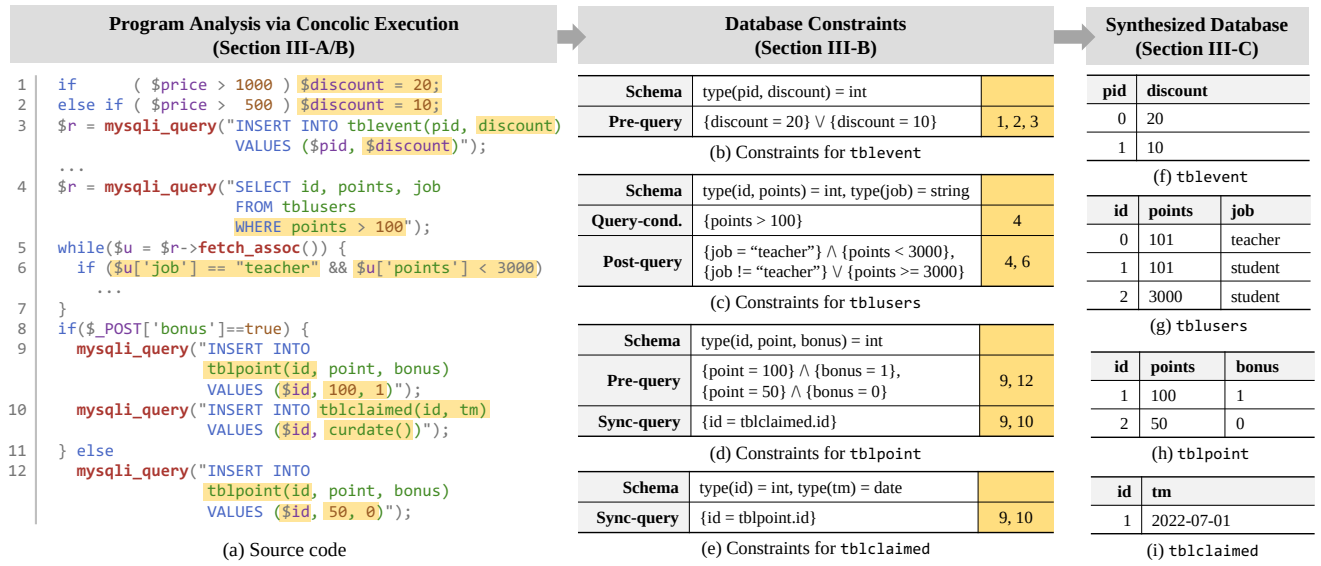 Program Analysis via Concolic Execution
(Section III-A/B)
Database Constraints
(Section III-B)
Synthesized Database
(Section III-C)
1 if ( $price > 1000 ) $discount = 20;
2 else if ( $price > 500 ) $discount = 10;
3 $r = mysqli_query("INSERT INTO tblevent(pid, discount)
VALUES ($pid, $discount)");
...
4 $r = mysqli_query("SELECT id, points, job
FROM tblusers
WHERE points > 100");
5 while($u = $r->fetch_assoc()) {
6 if ($u['job'] == "teacher" && $u['points'] < 3000)
...
7 }
8 if($_POST['bonus']==true) {
9 mysqli_query("INSERT INTO
tblpoint(id, point, bonus)
VALUES ($id, 100, 1)");
10 mysqli_query("INSERT INTO tblclaimed(id, tm)
VALUES ($id, curdate())");
11 } else
12 mysqli_query("INSERT INTO
tblpoint(id, point, bonus)
VALUES ($id, 50, 0)");
(a) Source code
Schema type(pid, discount) = int
Pre-query {discount = 20} \/ {discount = 10} 1, 2, 3
(b) Constraints for tblevent
Schema type(id, points) = int, type(job) = string
Query-cond. {points > 100} 4
Post-query {job = “teacher”} /\ {points < 3000}, 4, 6
{job != “teacher”} \/ {points >= 3000}
(c) Constraints for tblusers
Schema type(id, point, bonus) = int
Pre-query {point = 100} /\ {bonus = 1}, 9, 12
{point = 50} /\ {bonus = 0}
Sync-query {id = tblclaimed.id} 9, 10
(d) Constraints for tblpoint
Schema type(id) = int, type(tm) = date
Sync-query {id = tblpoint.id} 9, 10
(e) Constraints for tblclaimed
pid discount
0 20
1 10
(f) tblevent
id points job
0 101 teacher
1 101 student
2 3000 student
(g) tblusers
id points bonus
1 100 1
2 50 0
(h) tblpoint
id tm
1 2022-07-01
(i) tblclaimed